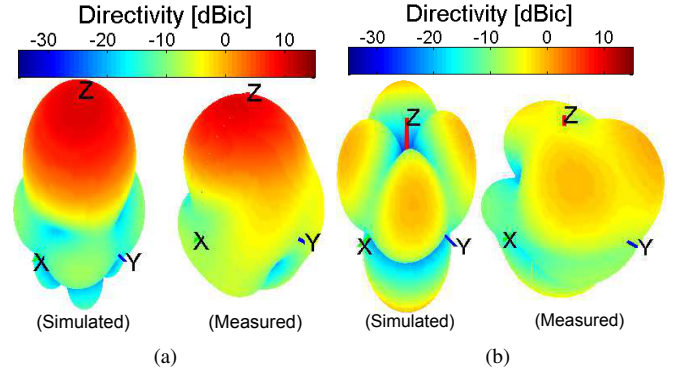 Directivity [dBic]
-30 -20 -10 0 10
Z
X
Y
(Simulated)
Z
X
Y
(Measured)
(a)
Directivity [dBic]
-30 -20 -10 0 10
Z
X
Y
(Simulated)
Z
X
Y
(Measured)
(b)